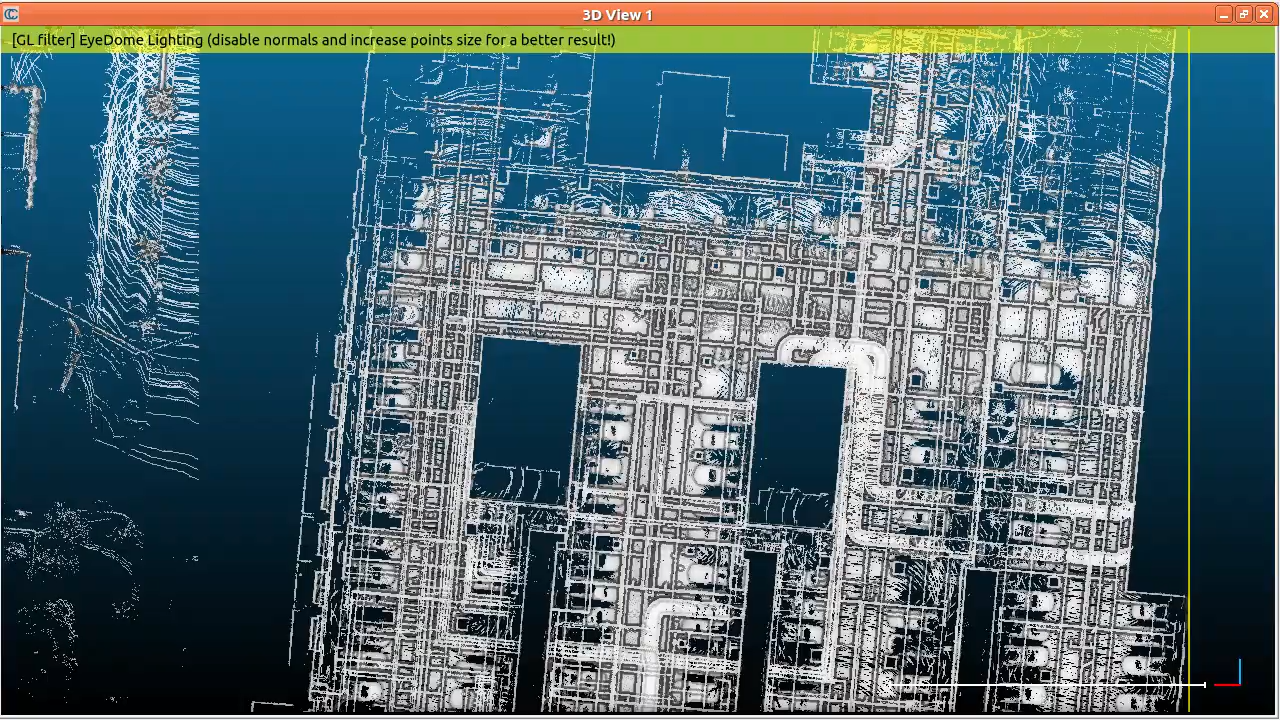 3D View 1
[GL filter] EyeDome Lighting (disable normals and increase points size for a better result!)